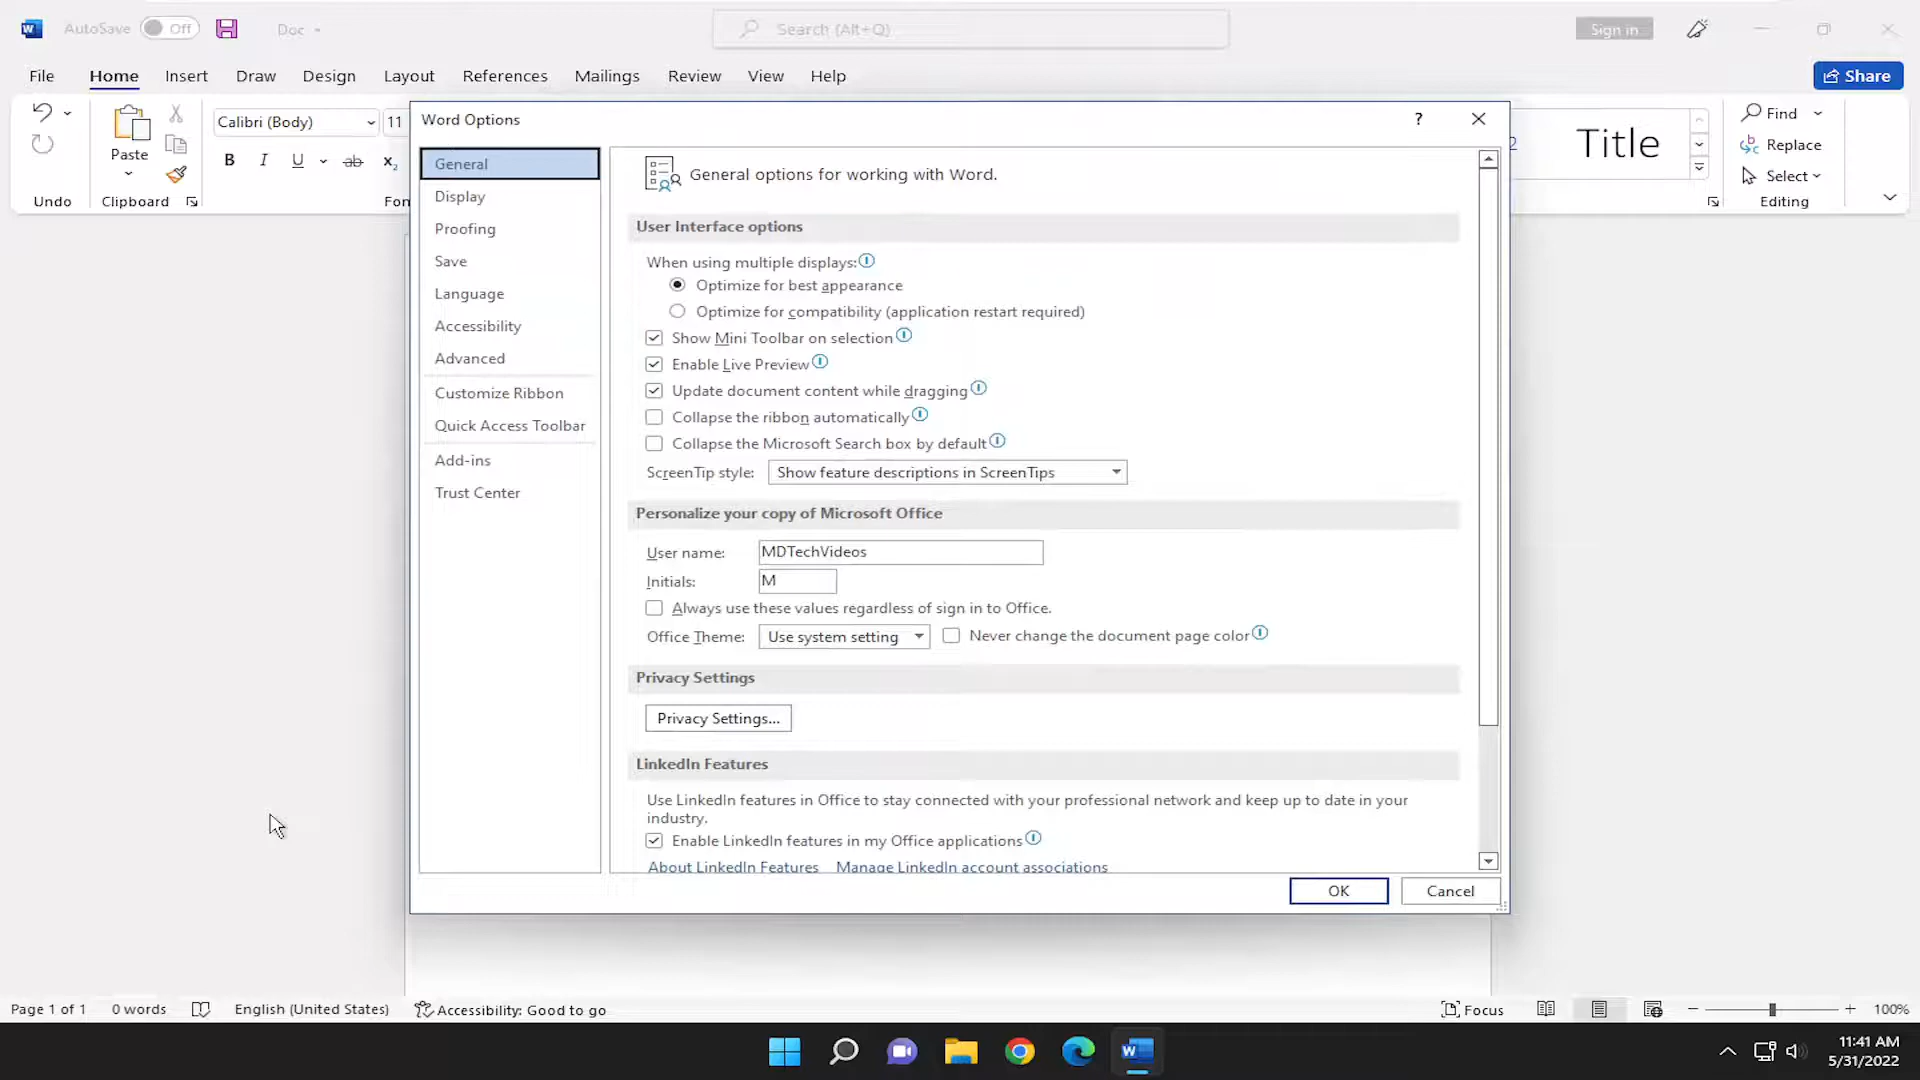 AutoSave Off Doc Search (Alt+Q) Sign in
File Home Insert Draw Design Layout References Mailings Review View Help Share
Calibri (Body) 11
Paste
B I U ab x₂
Undo Clipboard Fon
Title
Find
Replace
Select
Editing
Word Options ?
General
Display
Proofing
Save
Language
Accessibility
Advanced
Customize Ribbon
Quick Access Toolbar
Add-ins
Trust Center
General options for working with Word.
User Interface options
When using multiple displays:
Optimize for best appearance
Optimize for compatibility (application restart required)
Show Mini Toolbar on selection
Enable Live Preview
Update document content while dragging
Collapse the ribbon automatically
Collapse the Microsoft Search box by default
ScreenTip style: Show feature descriptions in ScreenTips
Personalize your copy of Microsoft Office
User name: MDTechVideos
Initials: M
Always use these values regardless of sign in to Office.
Office Theme: Use system setting Never change the document page color
Privacy Settings
Privacy Settings...
LinkedIn Features
Use LinkedIn features in Office to stay connected with your professional network and keep up to date in your
industry.
Enable LinkedIn features in my Office applications
About LinkedIn Features Manage LinkedIn account associations
OK Cancel
Page 1 of 1 0 words English (United States) Accessibility: Good to go Focus 100%
11:41 AM
5/31/2022